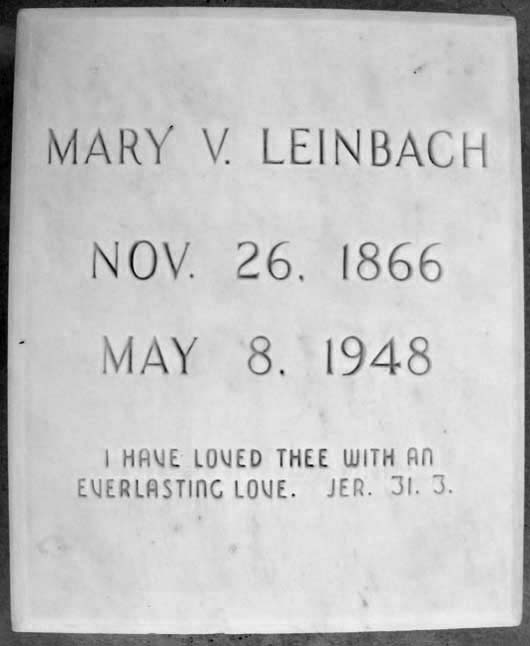 MARY V. LEINBACH
NOV. 26. 1866
MAY 8. 1948
I HAVE LOVED THEE WITH AN
EVERLASTING LOVE. JER. 31. 3.